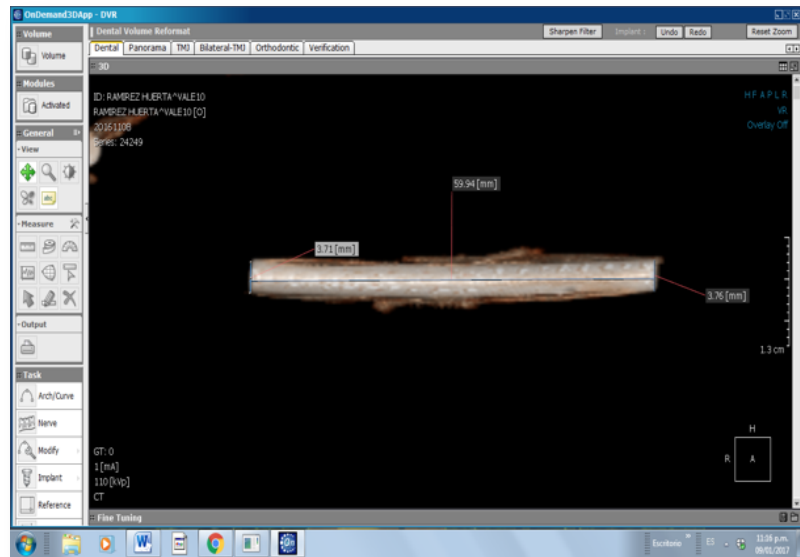 OnDemand3DApp - DVR
Volume
Volume
Modules
Activated
General
View
Measure
Output
Task
Arch/Curve
Nerve
Modify
Implant
Reference
Dental Volume Reformat
Sharpen Filter
Implant :
Undo
Redo
Reset Zoom
Dental
Panorama
TMJ
Bilateral-TMJ
Orthodontic
Verification
3D
ID: RAMIREZ HUERTA^VALE10
RAMIREZ HUERTA^VALE10 [O]
20161108
Series: 24249
H F A P L R
VR
Overlay Off
59.94 [mm]
3.71 [mm]
3.76 [mm]
1.3 cm
H
R
A
GT: 0
1 [mA]
110 [kVp]
CT
Fine Tuning
Escritorio
ES
11:16 p.m.
09/01/2017